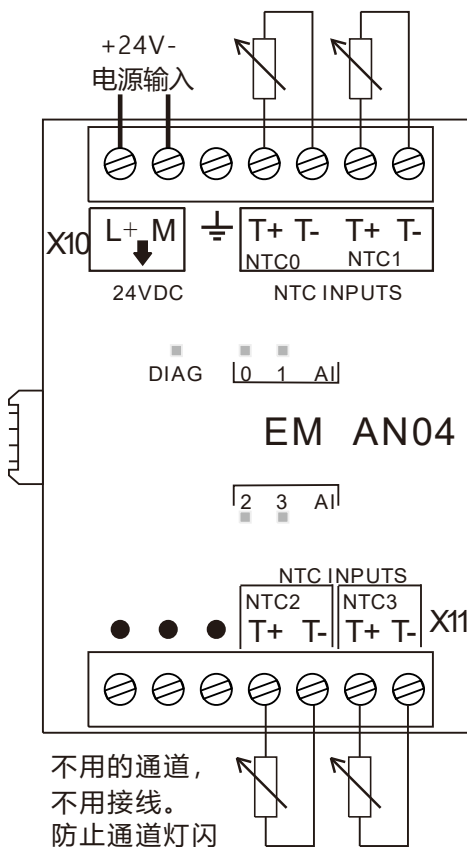 +24V-
电源输入
X10
L+ M
T+ T- T+ T-
NTC0 NTC1
24VDC NTC INPUTS
DIAG 0 1 AI
EM AN04
2 3 AI
NTC INPUTS
NTC2 NTC3
T+ T- T+ T- X11
不用的通道，
不用接线。
防止通道灯闪